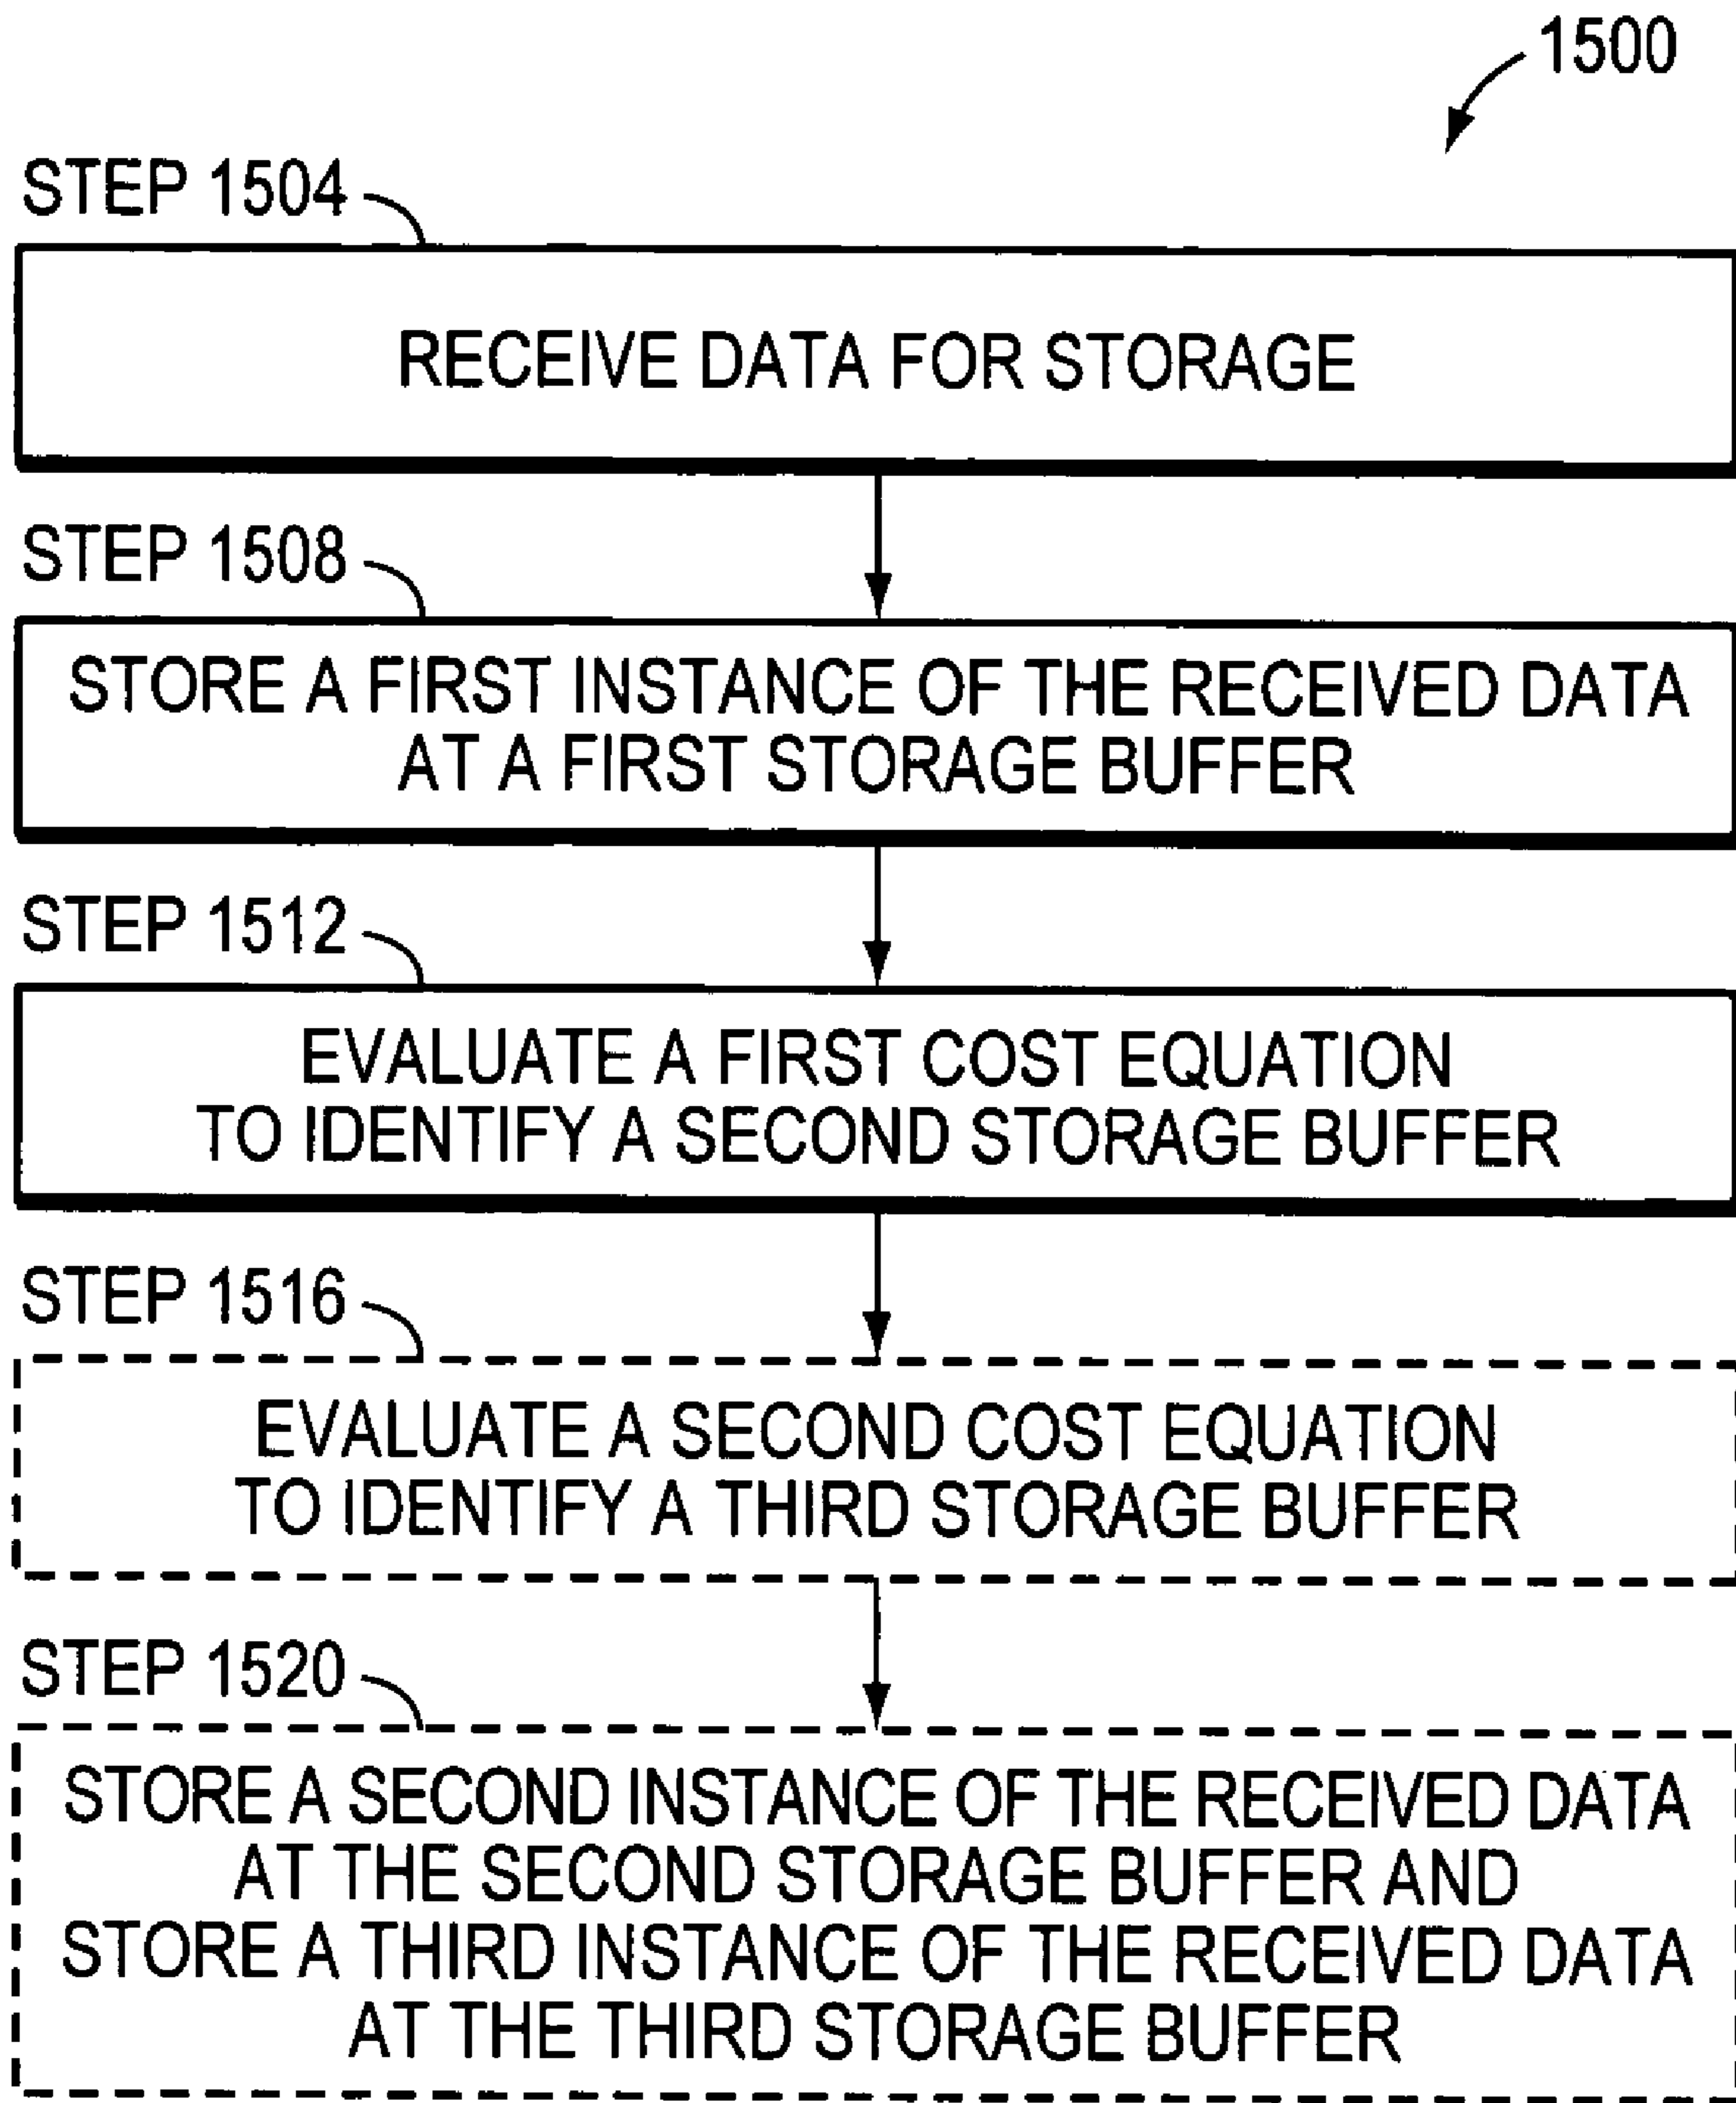 1500
STEP 1504
RECEIVE DATA FOR STORAGE
STEP 1508
STORE A FIRST INSTANCE OF THE RECEIVED DATA
AT A FIRST STORAGE BUFFER
STEP 1512
EVALUATE A FIRST COST EQUATION
TO IDENTIFY A SECOND STORAGE BUFFER
STEP 1516
EVALUATE A SECOND COST EQUATION
TO IDENTIFY A THIRD STORAGE BUFFER
STEP 1520
STORE A SECOND INSTANCE OF THE RECEIVED DATA
AT THE SECOND STORAGE BUFFER AND
STORE A THIRD INSTANCE OF THE RECEIVED DATA
AT THE THIRD STORAGE BUFFER